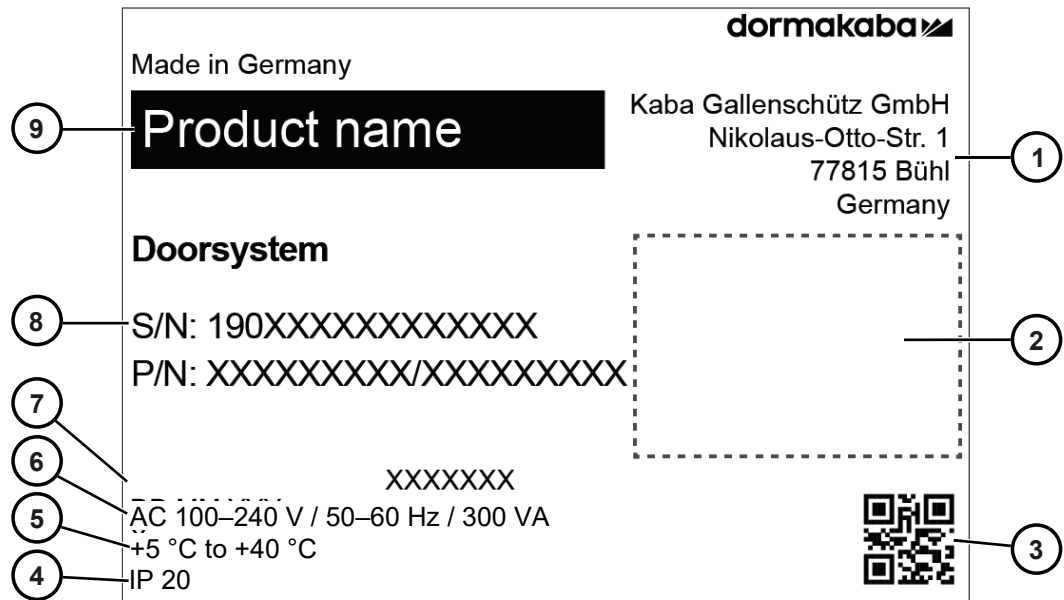 dormakaba
Made in Germany
Product name
Kaba Gallenschütz GmbH
Nikolaus-Otto-Str. 1
77815 Bühl
Germany
Doorsystem
S/N: 190XXXXXXXXXXXX
P/N: XXXXXXXXX/XXXXXXXXX
XXXXXXX
AC 100–240 V / 50–60 Hz / 300 VA
+5 °C to +40 °C
IP 20
9
1
8
2
7
6
5
3
4